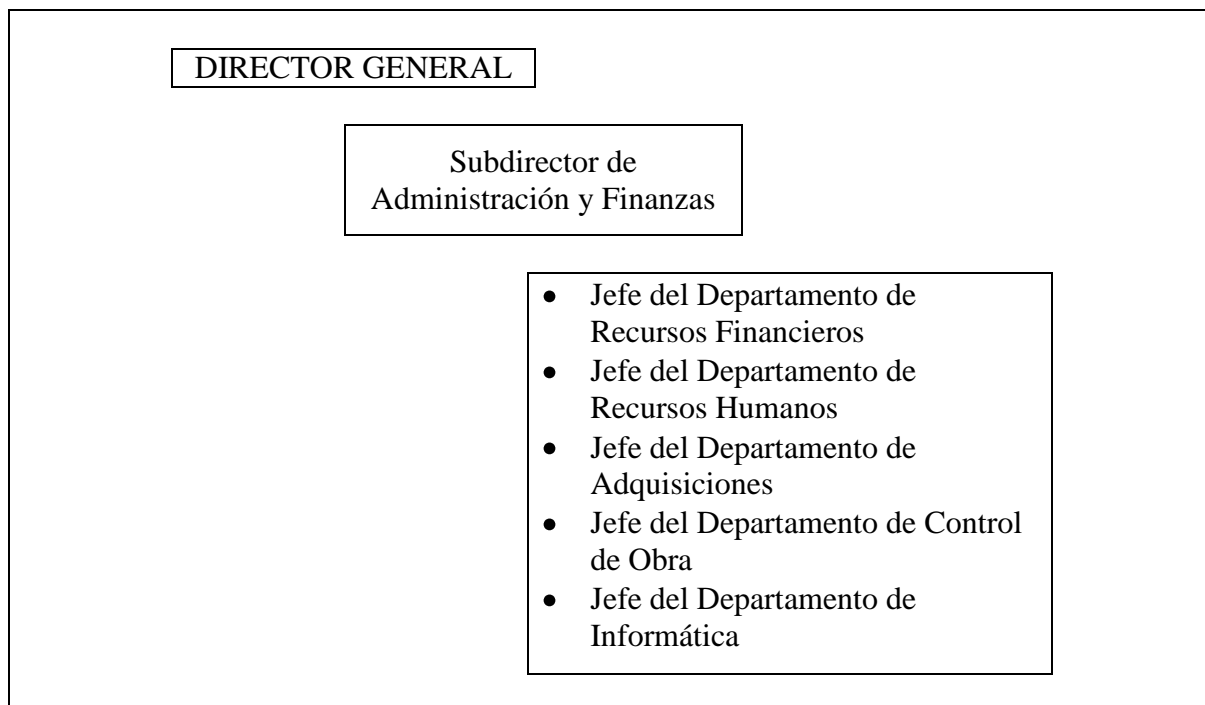 DIRECTOR GENERAL
Subdirector de
Administración y Finanzas
• Jefe del Departamento de
Recursos Financieros
• Jefe del Departamento de
Recursos Humanos
• Jefe del Departamento de
Adquisiciones
• Jefe del Departamento de Control
de Obra
• Jefe del Departamento de
Informática